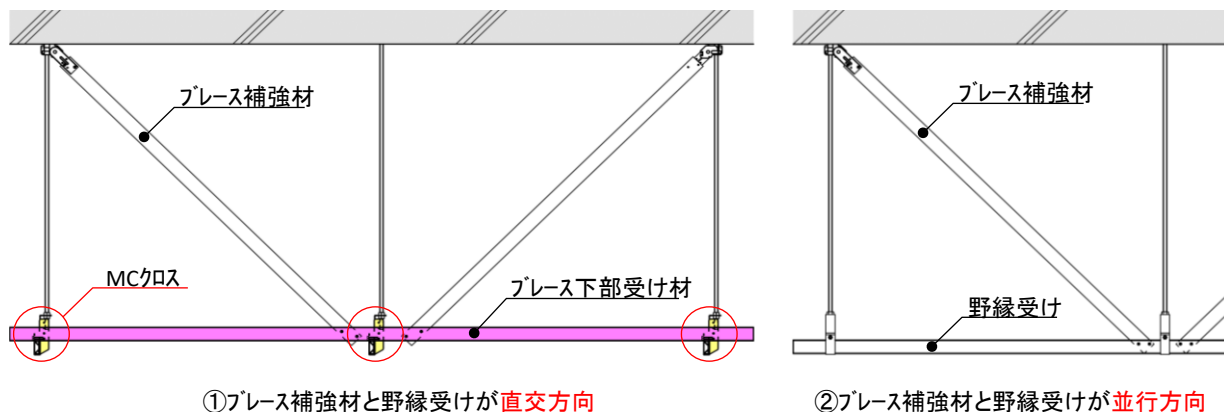 ﾌﾞﾚｰｽ補強材
MCｸﾛｽ
ﾌﾞﾚｰｽ下部受け材
①ﾌﾞﾚｰｽ補強材と野縁受けが直交方向
ﾌﾞﾚｰｽ補強材
野縁受け
②ﾌﾞﾚｰｽ補強材と野縁受けが並行方向